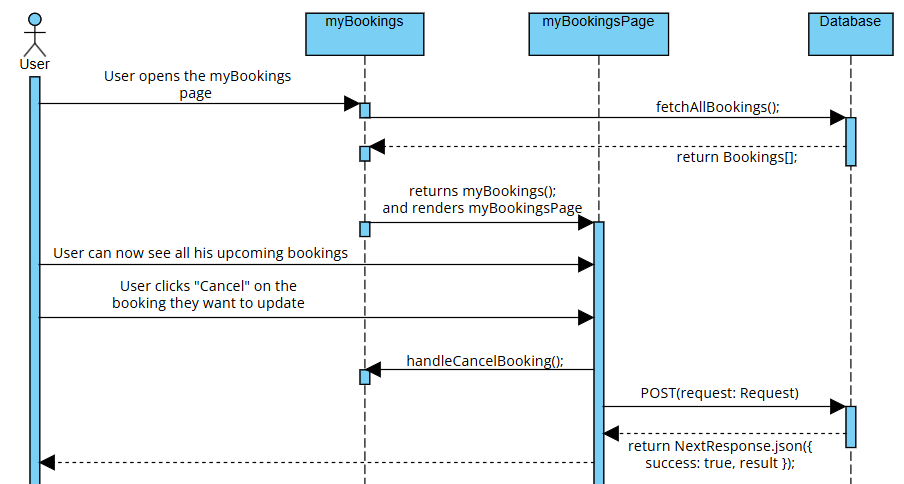 myBookings
myBookingsPage
Database
User
User opens the myBookings
page
fetchAllBookings();
return Bookings[];
returns myBookings();
and renders myBookingsPage
User can now see all his upcoming bookings
User clicks "Cancel" on the
booking they want to update
handleCancelBooking();
POST(request: Request)
return NextResponse.json({
success: true, result });